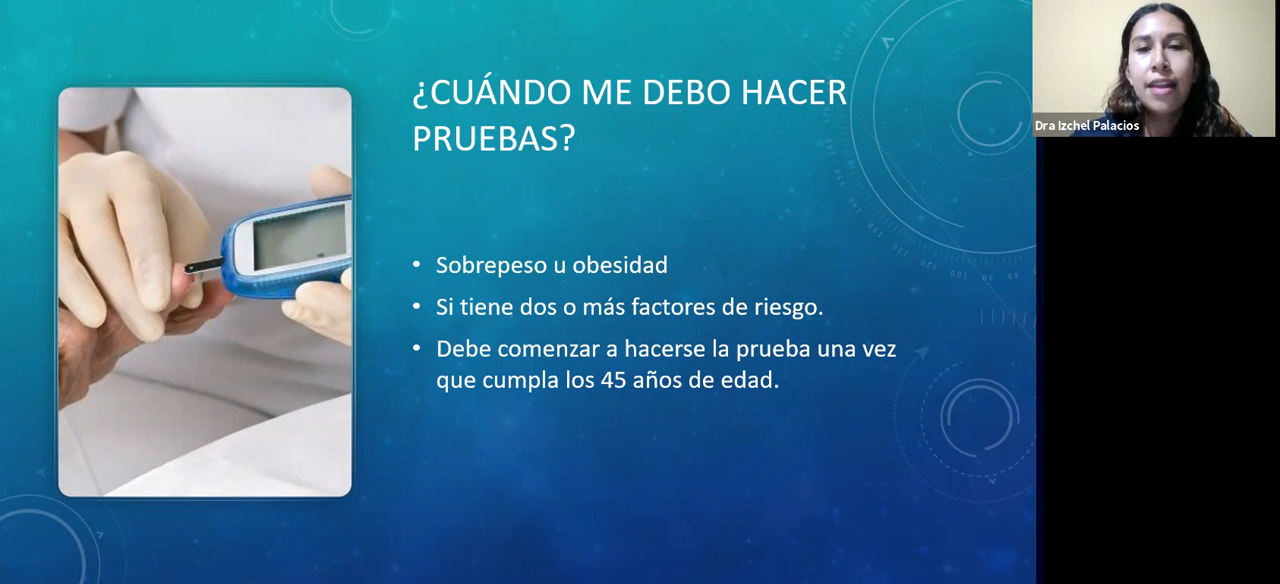 ¿CUÁNDO ME DEBO HACER
PRUEBAS?
• Sobrepeso u obesidad
• Si tiene dos o más factores de riesgo.
• Debe comenzar a hacerse la prueba una vez
que cumpla los 45 años de edad.
Dra Izchel Palacios